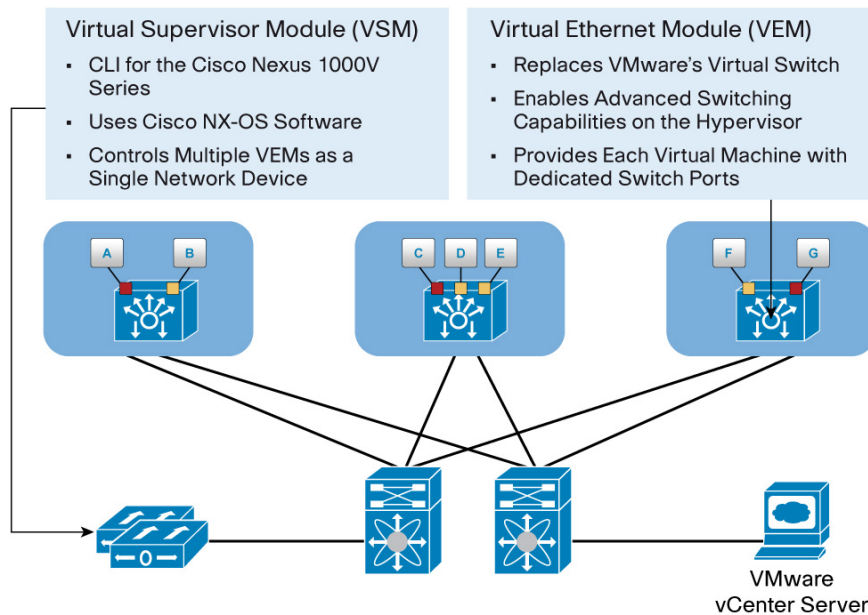 Virtual Supervisor Module (VSM)
▪ CLI for the Cisco Nexus 1000V
Series
▪ Uses Cisco NX-OS Software
▪ Controls Multiple VEMs as a
Single Network Device
Virtual Ethernet Module (VEM)
▪ Replaces VMware's Virtual Switch
▪ Enables Advanced Switching
Capabilities on the Hypervisor
▪ Provides Each Virtual Machine with
Dedicated Switch Ports
A
B
C
D
E
F
G
VMware
vCenter Server